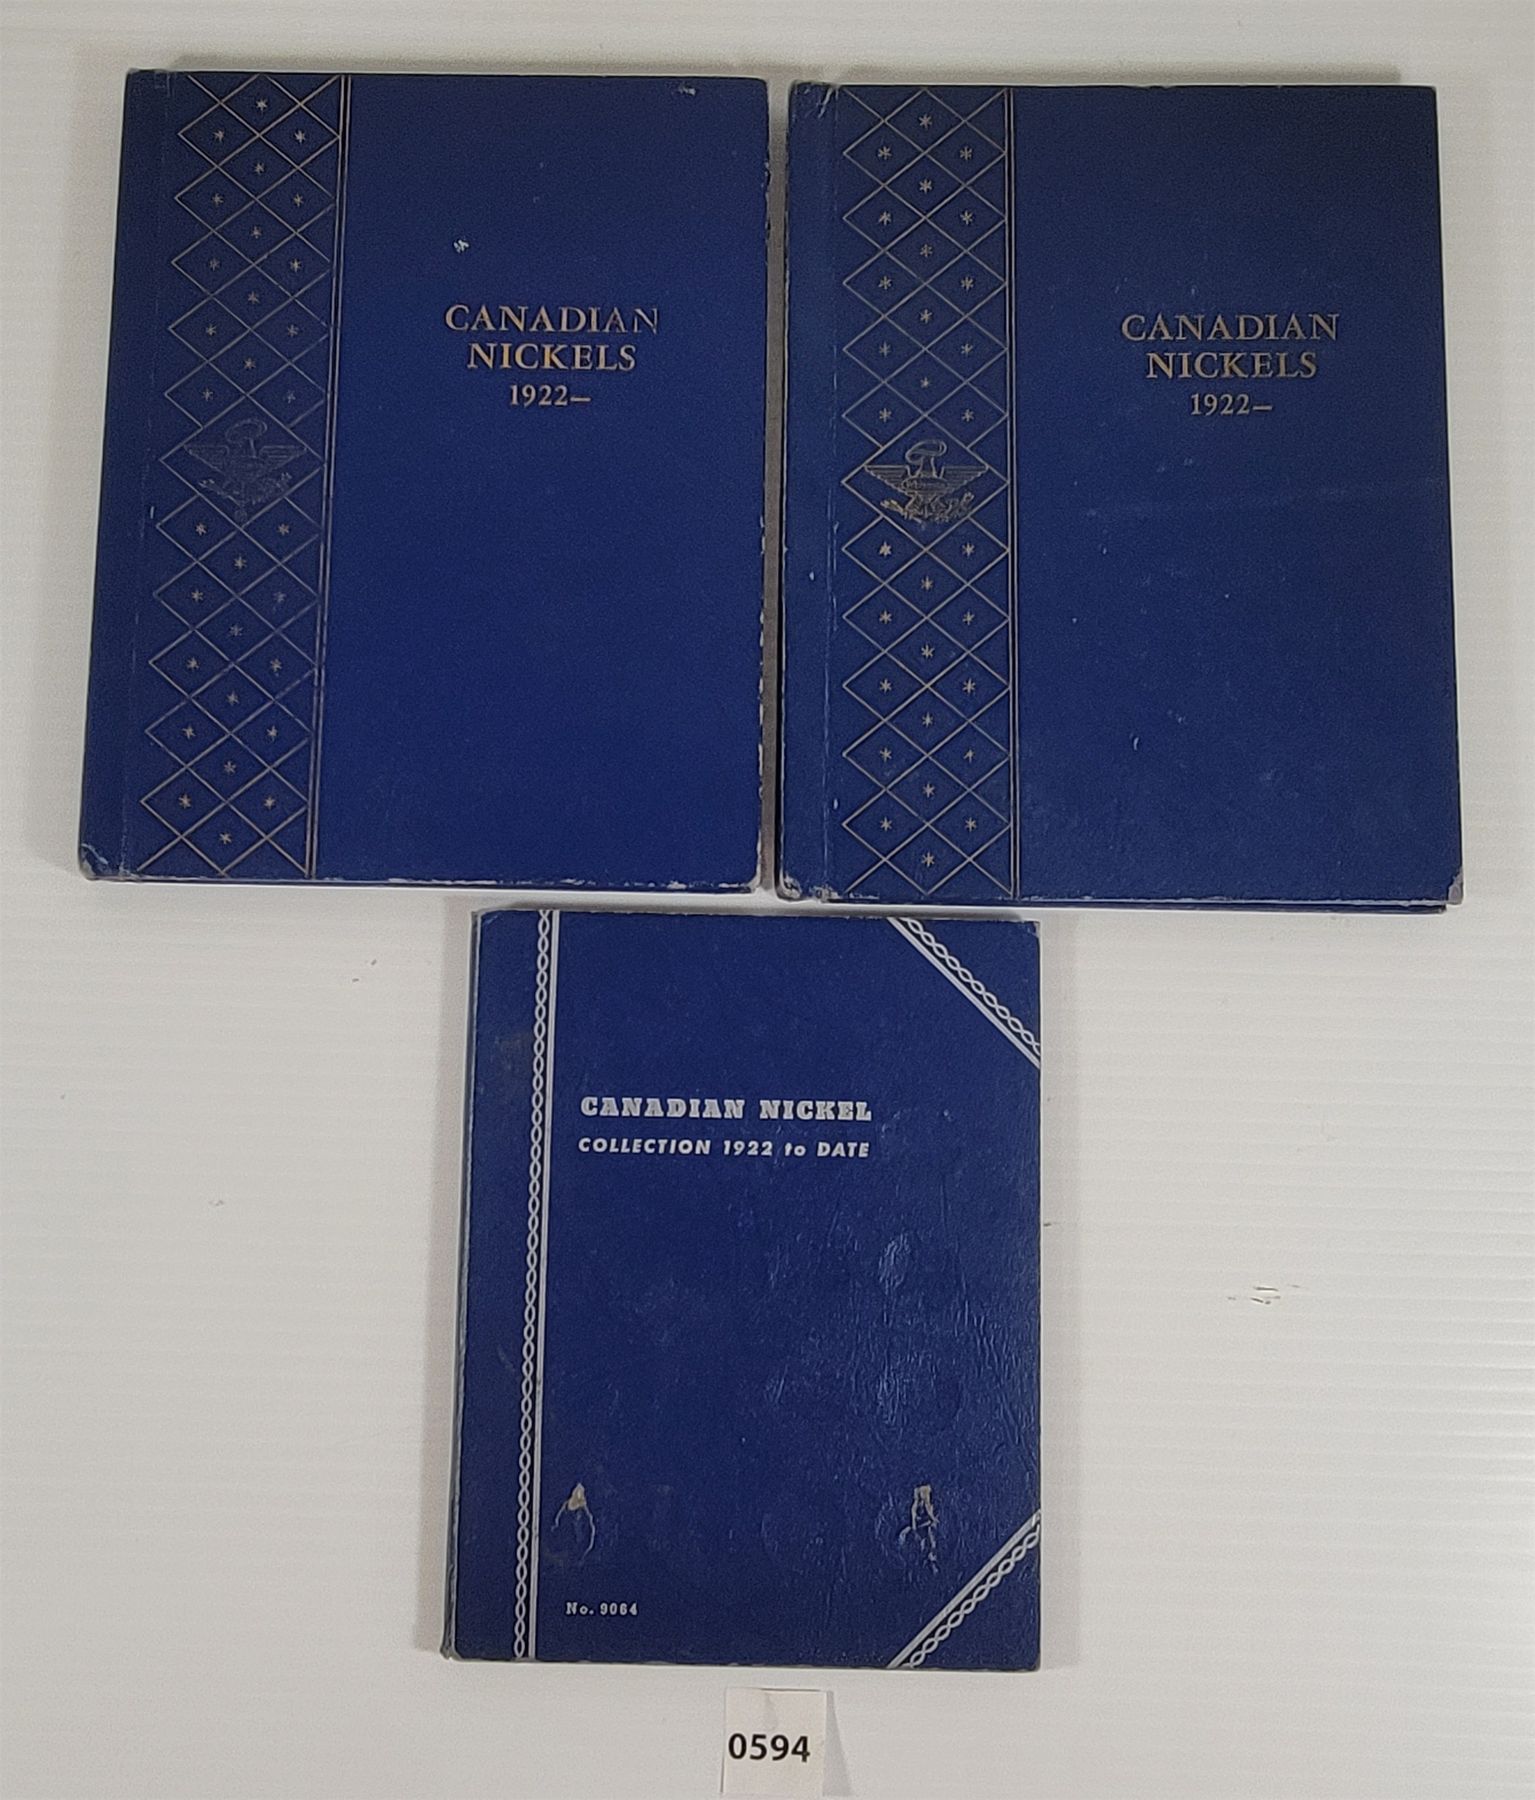 CANADIAN
NICKELS
1922–
CANADIAN
NICKELS
1922–
CANADIAN NICKEL
COLLECTION 1922 to DATE
No. 9064
0594